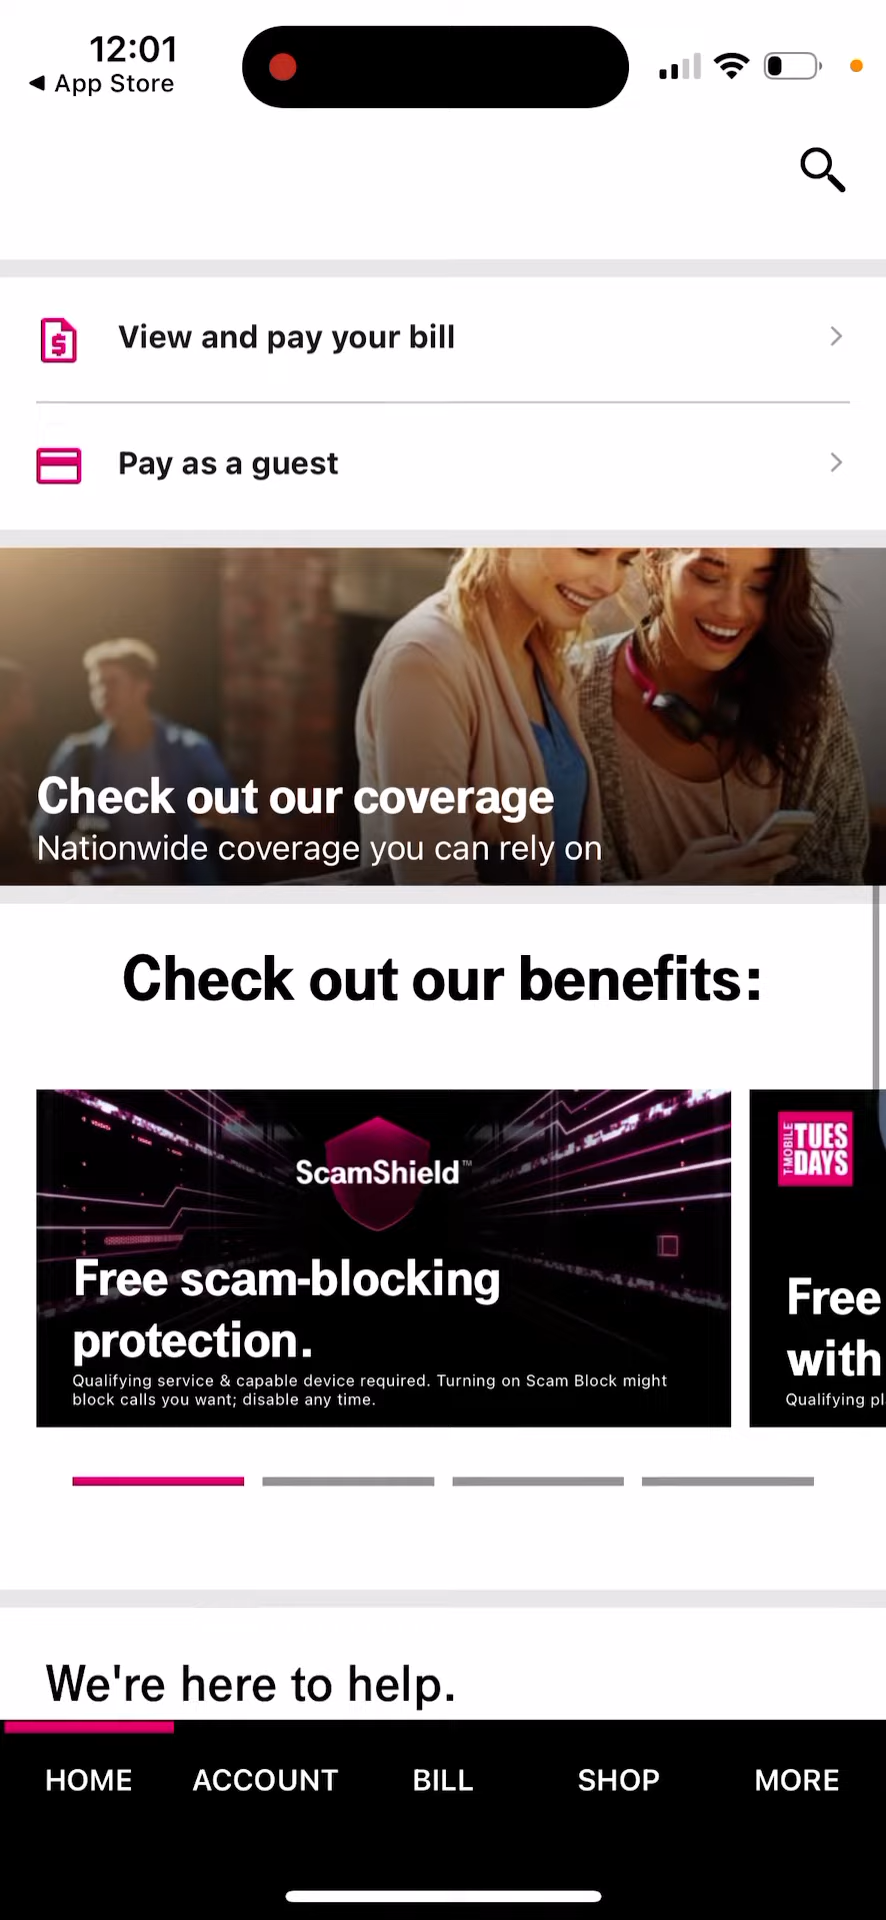 12:01
App Store
View and pay your bill
Pay as a guest
Check out our coverage
Nationwide coverage you can rely on
Check out our benefits:
ScamShield™
Free scam-blocking
protection.
Qualifying service & capable device required. Turning on Scam Block might
block calls you want; disable any time.
T-MOBILE
TUES
DAYS
Free
with
Qualifying pl
We're here to help.
HOME ACCOUNT BILL SHOP MORE